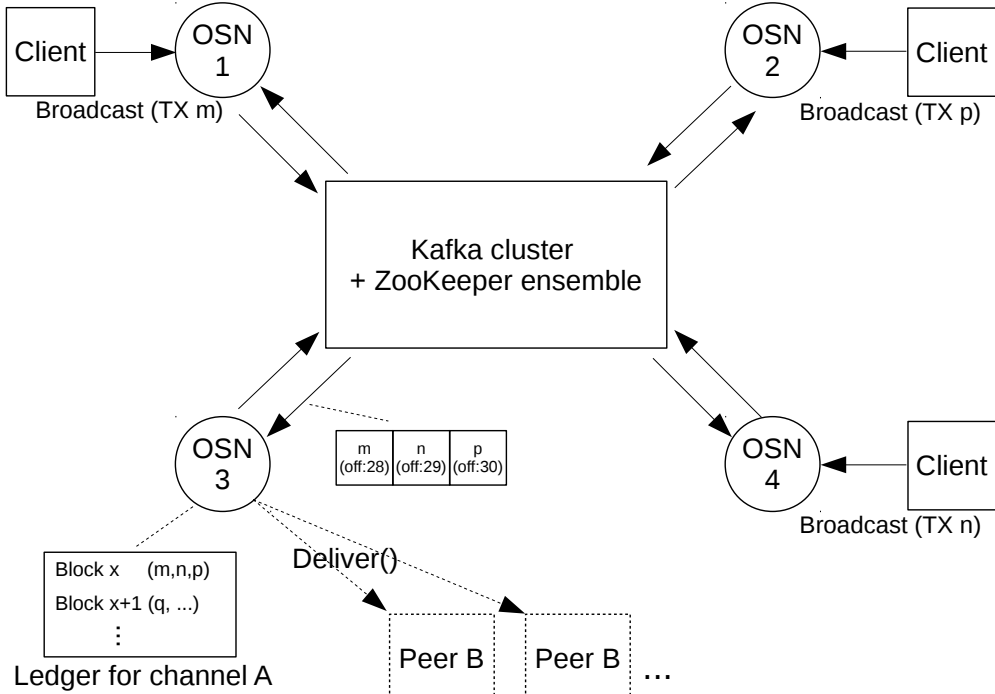 Client
OSN
1
Broadcast (TX m)
OSN
2
Client
Broadcast (TX p)
Kafka cluster
+ ZooKeeper ensemble
OSN
3
m
(off:28)
n
(off:29)
p
(off:30)
OSN
4
Client
Broadcast (TX n)
Deliver()
Block x (m,n,p)
Block x+1 (q, ...)
⋮
Ledger for channel A
Peer B
Peer B
...